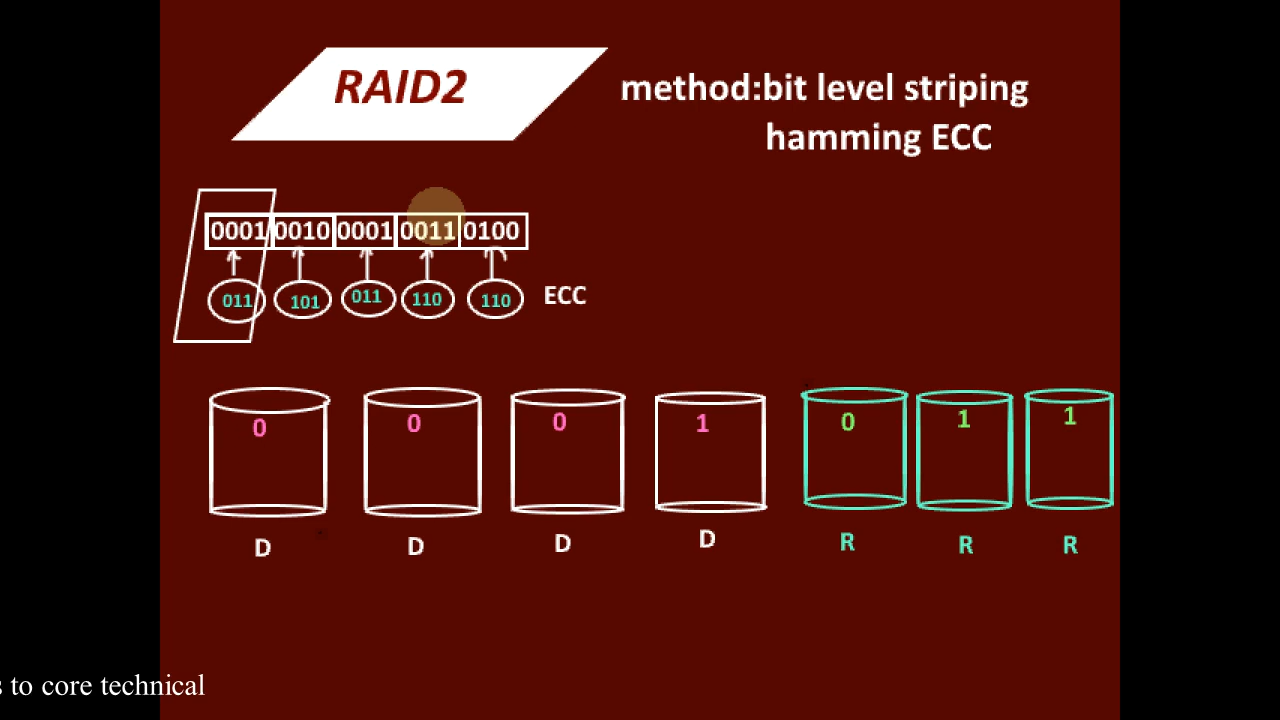 RAID2
method:bit level striping
hamming ECC
0001 0010 0001 0011 0100
011 101 011 110 110 ECC
0 0 0 1 0 1 1
D D D D R R R
to core technical